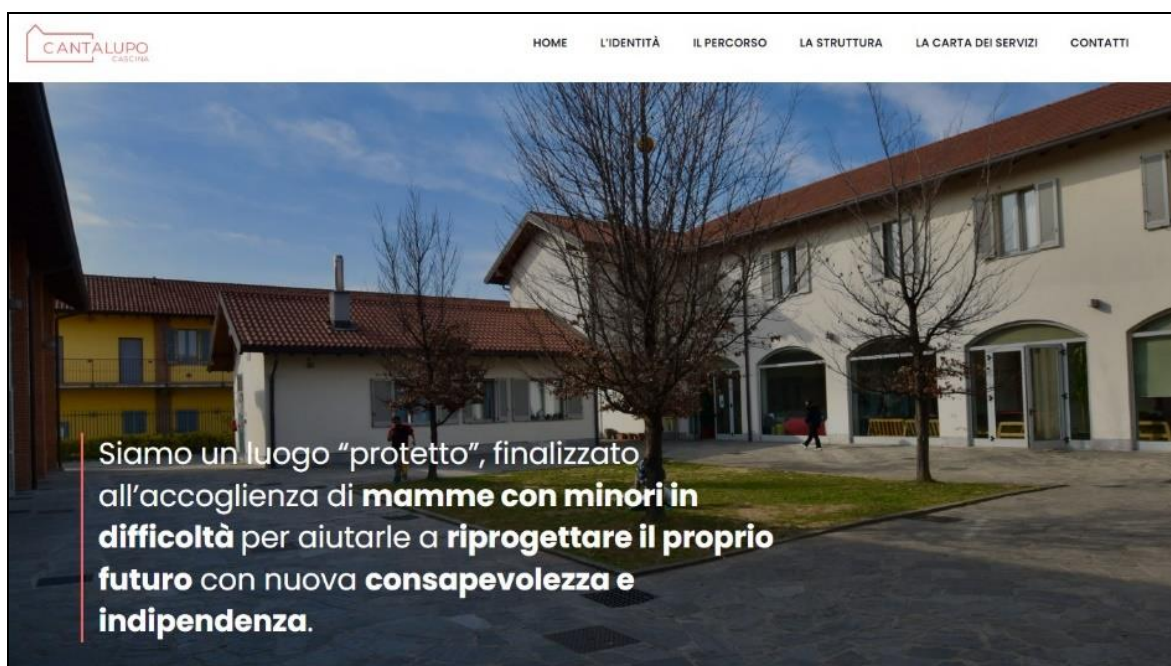 CANTALUPO
CASCINA
HOME L'IDENTITÀ IL PERCORSO LA STRUTTURA LA CARTA DEI SERVIZI CONTATTI
Siamo un luogo “protetto”, finalizzato
all’accoglienza di mamme con minori in
difficoltà per aiutarle a riprogettare il proprio
futuro con nuova consapevolezza e
indipendenza.